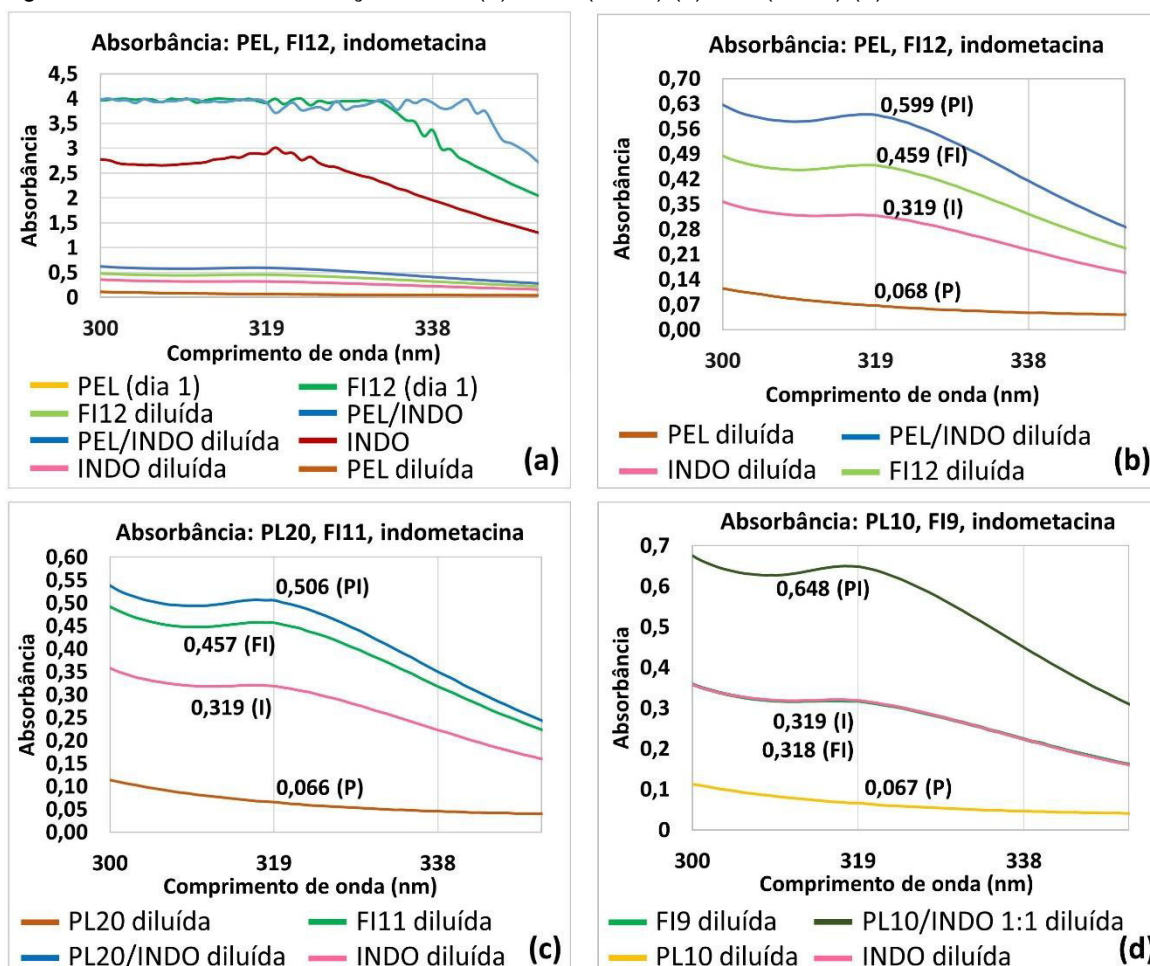 Absorbância: PEL, FI12, indometacina
4,5
4
3,5
3
2,5
2
1,5
1
0,5
0
Absorbância
300 319 338
Comprimento de onda (nm)
PEL (dia 1) FI12 (dia 1)
FI12 diluída PEL/INDO
PEL/INDO diluída INDO
INDO diluída PEL diluída
(a)
Absorbância: PEL, FI12, indometacina
0,70
0,63
0,56
0,49
0,42
0,35
0,28
0,21
0,14
0,07
0,00
Absorbância
0,599 (PI)
0,459 (FI)
0,319 (I)
0,068 (P)
300 319 338
Comprimento de onda (nm)
PEL diluída PEL/INDO diluída
INDO diluída FI12 diluída
(b)
Absorbância: PL20, FI11, indometacina
0,60
0,55
0,50
0,45
0,40
0,35
0,30
0,25
0,20
0,15
0,10
0,05
0,00
Absorbância
0,506 (PI)
0,457 (FI)
0,319 (I)
0,066 (P)
300 319 338
Comprimento de onda (nm)
PL20 diluída FI11 diluída
PL20/INDO diluída INDO diluída
(c)
Absorbância: PL10, FI9, indometacina
0,7
0,6
0,5
0,4
0,3
0,2
0,1
0
Absorbância
0,648 (PI)
0,319 (I)
0,318 (FI)
0,067 (P)
300 319 338
Comprimento de onda (nm)
FI9 diluída PL10/INDO 1:1 diluída
PL10 diluída INDO diluída
(d)